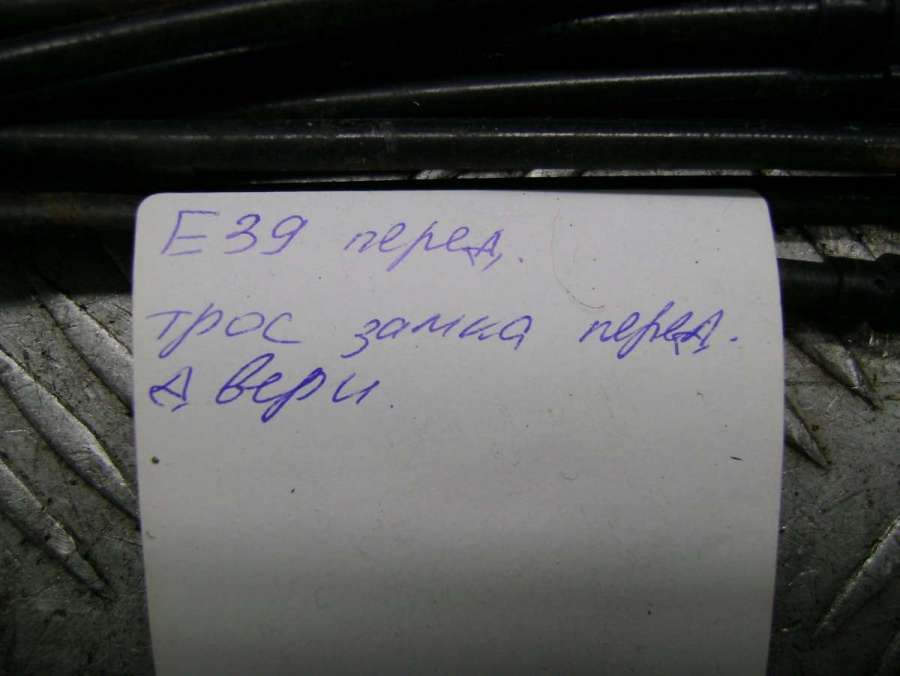 E39 перед.
трос замка перед.
двери.